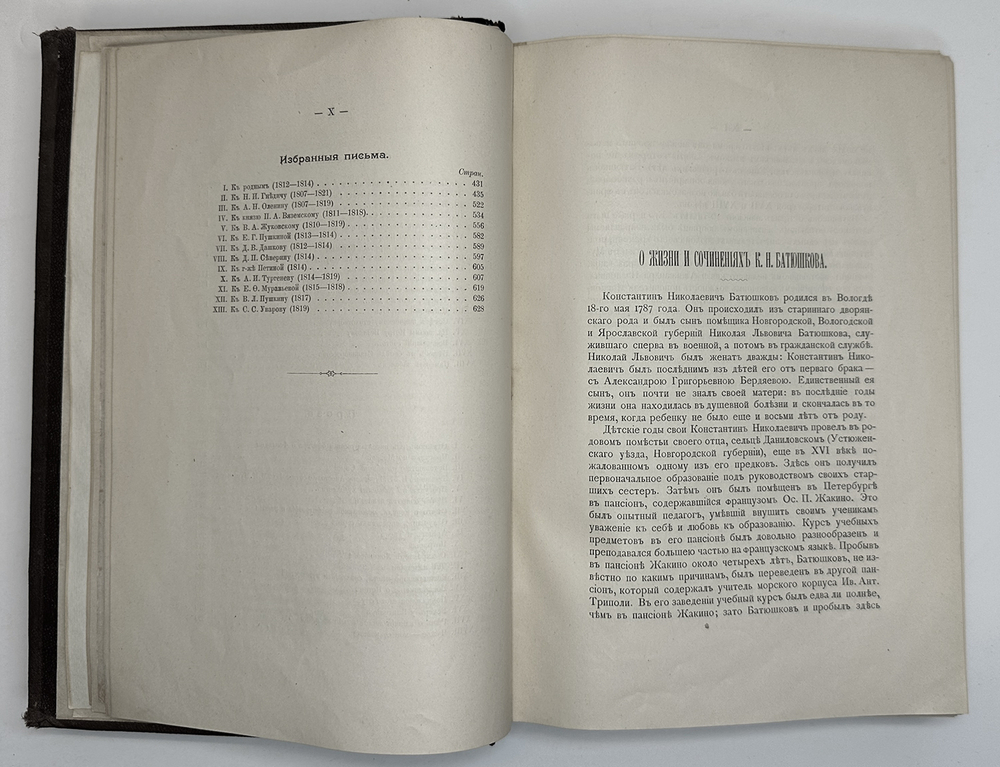 — X —
Избранныя письма.
Стран.
I. Къ роднымъ (1812—1814) . . . 431
II. Къ Н. И. Гнѣдичу (1807—1821) . . . 435
III. Къ А. Н. Оленину (1807—1819) . . . 522
IV. Къ князю П. А. Вяземскому (1811—1818). . . . 534
V. Къ В. А. Жуковскому (1810—1819) . . . 556
VI. Къ Е. Г. Пушкиной (1813—1814) . . . 582
VII. Къ Д. В. Дашкову (1812—1814) . . . 589
VIII. Къ Д. П. Сѣверину (1814) . . . 597
IX. Къ г-жѣ Петиной (1814) . . . 605
X. Къ А. И. Тургеневу (1814—1819) . . . 607
XI. Къ Е. Ѳ. Муравьевой (1815—1818) . . . 619
XII. Къ В. Л. Пушкину (1817) . . . 626
XIII. Къ С. С. Уварову (1819) . . . 628
О ЖИЗНИ И СОЧИНЕНІЯХЪ К. Н. БАТЮШКОВА.
Константинъ Николаевичъ Батюшковъ родился въ Вологдѣ
18-го мая 1787 года. Онъ происходилъ изъ стариннаго дворян-
скаго рода и былъ сынъ помѣщика Новгородской, Вологодской
и Ярославской губерній Николая Львовича Батюшкова, слу-
жившаго сперва въ военной, а потомъ въ гражданской службѣ.
Николай Львовичъ былъ женатъ дважды: Константинъ Нико-
лаевичъ былъ послѣднимъ изъ дѣтей его отъ перваго брака —
съ Александрою Григорьевною Бердяевою. Единственный ея
сынъ, онъ почти не зналъ своей матери: въ послѣдніе годы
жизни она находилась въ душевной болѣзни и скончалась въ то
время, когда ребенку не было еще и восьми лѣтъ отъ роду.
Дѣтскіе годы свои Константинъ Николаевичъ провелъ въ ро-
довомъ помѣстьи своего отца, сельцѣ Даниловскомъ (Устюжен-
скаго уѣзда, Новгородской губерніи), еще въ XVI вѣкѣ по-
жалованномъ одному изъ его предковъ. Здѣсь онъ получилъ
первоначальное образованіе подъ руководствомъ своихъ стар-
шихъ сестеръ. Затѣмъ онъ былъ помѣщенъ въ Петербургѣ
въ пансіонъ, содержавшійся французомъ Ос. П. Жакино. Это
былъ опытный педагогъ, умѣвшій внушить своимъ ученикамъ
уваженіе къ себѣ и любовь къ образованію. Курсъ учебныхъ
предметовъ въ его пансіонѣ былъ довольно разнообразенъ и
преподавался большею частью на французскомъ языкѣ. Пробывъ
въ пансіонѣ Жакино около четырехъ лѣтъ, Батюшковъ, не из-
вѣстно по какимъ причинамъ, былъ переведенъ въ другой пан-
сіонъ, который содержалъ учитель морского корпуса Ив. Ант.
Триполи. Въ его заведеніи учебный курсъ былъ едва ли полнѣе,
чѣмъ въ пансіонѣ Жакино; зато Батюшковъ и пробылъ здѣсь